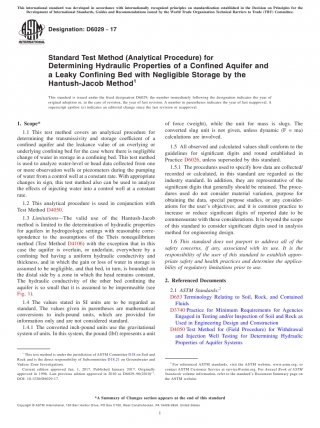 This international standard was developed in accordance with internationally recognized principles on standardization established in the Decision on Principles for the
Development of International Standards, Guides and Recommendations issued by the World Trade Organization Technical Barriers to Trade (TBT) Committee.
Designation: D6029 − 17
Standard Test Method (Analytical Procedure) for
Determining Hydraulic Properties of a Confined Aquifer and
a Leaky Confining Bed with Negligible Storage by the
Hantush-Jacob Method1
This standard is issued under the fixed designation D6029; the number immediately following the designation indicates the year of
original adoption or, in the case of revision, the year of last revision. A number in parentheses indicates the year of last reapproval. A
superscript epsilon (ε) indicates an editorial change since the last revision or reapproval.
1. Scope*
1.1 This test method covers an analytical procedure for
determining the transmissivity and storage coefficient of a
confined aquifer and the leakance value of an overlying or
underlying confining bed for the case where there is negligible
change of water in storage in a confining bed. This test method
is used to analyze water-level or head data collected from one
or more observation wells or piezometers during the pumping
of water from a control well at a constant rate. With appropriate
changes in sign, this test method also can be used to analyze
the effects of injecting water into a control well at a constant
rate.
1.2 This analytical procedure is used in conjunction with
Test Method D4050.
1.3 Limitations—The valid use of the Hantush-Jacob
method is limited to the determination of hydraulic properties
for aquifers in hydrogeologic settings with reasonable corre-
spondence to the assumptions of the Theis nonequilibrium
method (Test Method D4106) with the exception that in this
case the aquifer is overlain, or underlain, everywhere by a
confining bed having a uniform hydraulic conductivity and
thickness, and in which the gain or loss of water in storage is
assumed to be negligible, and that bed, in turn, is bounded on
the distal side by a zone in which the head remains constant.
The hydraulic conductivity of the other bed confining the
aquifer is so small that it is assumed to be impermeable (see
Fig. 1).
1.4 The values stated in SI units are to be regarded as
standard. The values given in parentheses are mathematical
conversions to inch-pound units, which are provided for
information only and are not considered standard.
1.4.1 The converted inch-pound units use the gravitational
system of units. In this system, the pound (lbf) represents a unit
of force (weight), while the unit for mass is slugs. The
converted slug unit is not given, unless dynamic (F = ma)
calculations are involved.
1.5 All observed and calculated values shall conform to the
guidelines for significant digits and round established in
Practice D6026, unless superseded by this standard.
1.5.1 The procedures used to specify how data are collected/
recorded or calculated, in this standard are regarded as the
industry standard. In addition, they are representative of the
significant digits that generally should be retained. The proce-
dures used do not consider material variation, purpose for
obtaining the data, special purpose studies, or any consider-
ations for the user's objectives; and it is common practice to
increase or reduce significant digits of reported data to be
commensurate with these considerations. It is beyond the scope
of this standard to consider significant digits used in analysis
method for engineering design.
1.6 This standard does not purport to address all of the
safety concerns, if any, associated with its use. It is the
responsibility of the user of this standard to establish appro-
priate safety and health practices and determine the applica-
bility of regulatory limitations prior to use.
2. Referenced Documents
2.1 ASTM Standards:2
D653 Terminology Relating to Soil, Rock, and Contained
Fluids
D3740 Practice for Minimum Requirements for Agencies
Engaged in Testing and/or Inspection of Soil and Rock as
Used in Engineering Design and Construction
D4050 Test Method for (Field Procedure) for Withdrawal
and Injection Well Testing for Determining Hydraulic
Properties of Aquifer Systems
1 This test method is under the jurisdiction of ASTM Committee D18 on Soil and
Rock and is the direct responsibility of Subcommittee D18.21 on Groundwater and
Vadose Zone Investigations.
Current edition approved Jan. 1, 2017. Published January 2017. Originally
DOI: 10.1520/D6029-17.
2 For referenced ASTM standards, visit the ASTM website, www.astm.org, or
contact ASTM Customer Service at service@astm.org. For Annual Book of ASTM
Standards volume information, refer to the standard's Document Summary page on
the ASTM website.
*A Summary of Changes section appears at the end of this standard
Copyright © ASTM International, 100 Barr Harbor Drive, PO Box C700, West Conshohocken, PA 19428-2959. United States
1